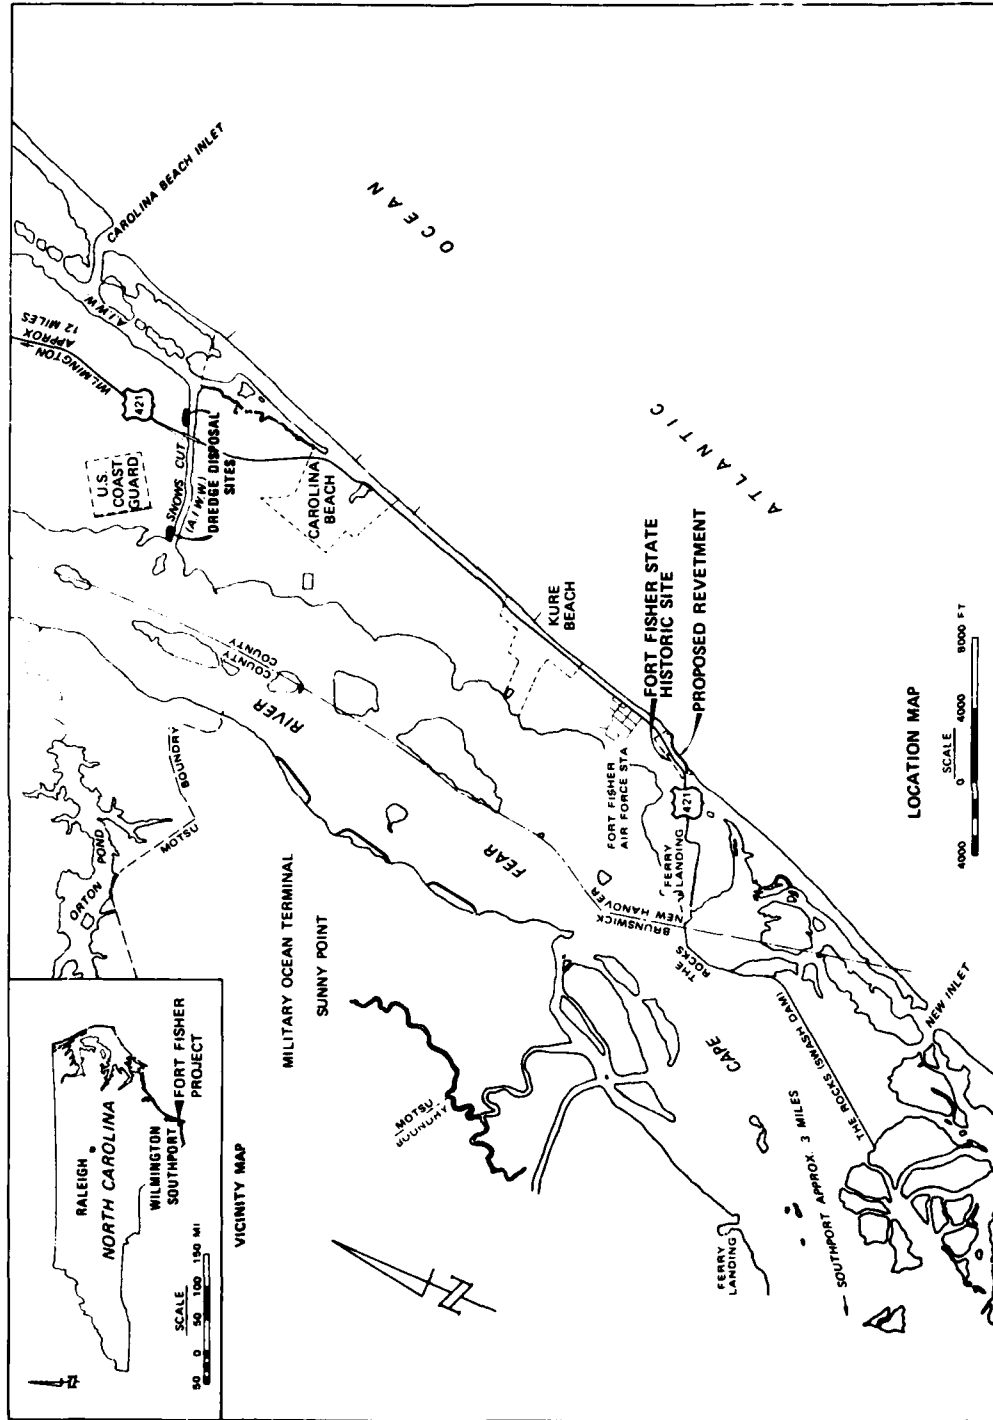 RALEIGH
NORTH CAROLINA
WILMINGTON
SOUTHPORT
FORT FISHER
PROJECT
SCALE
50 0 50 100 150 MI
N
VICINITY MAP
ORTON POND
MOTSU
BOUNDRY
MILITARY OCEAN TERMINAL
SUNNY POINT
MOTSU
BOUNDRY
N
WILMINGTON
APPROX
12 MILES
421
U.S.
COAST
GUARD
SNOWS CUT
(A.I.W.W.)
DREDGE DISPOSAL
SITES
A.I.W.W.
CAROLINA BEACH INLET
CAROLINA
BEACH
COUNTY
COUNTY
RIVER
FEAR
CAPE
KURE
BEACH
FORT FISHER STATE
HISTORIC SITE
PROPOSED REVETMENT
FORT FISHER
AIR FORCE STA
421
FERRY
LANDING
BRUNSWICK
NEW HANOVER
THE
ROCKS
THE ROCKS (SWASH DAM)
NEW INLET
FERRY
LANDING
SOUTHPORT APPROX. 3 MILES
ATLANTIC
OCEAN
LOCATION MAP
SCALE
4000 0 4000 8000 FT